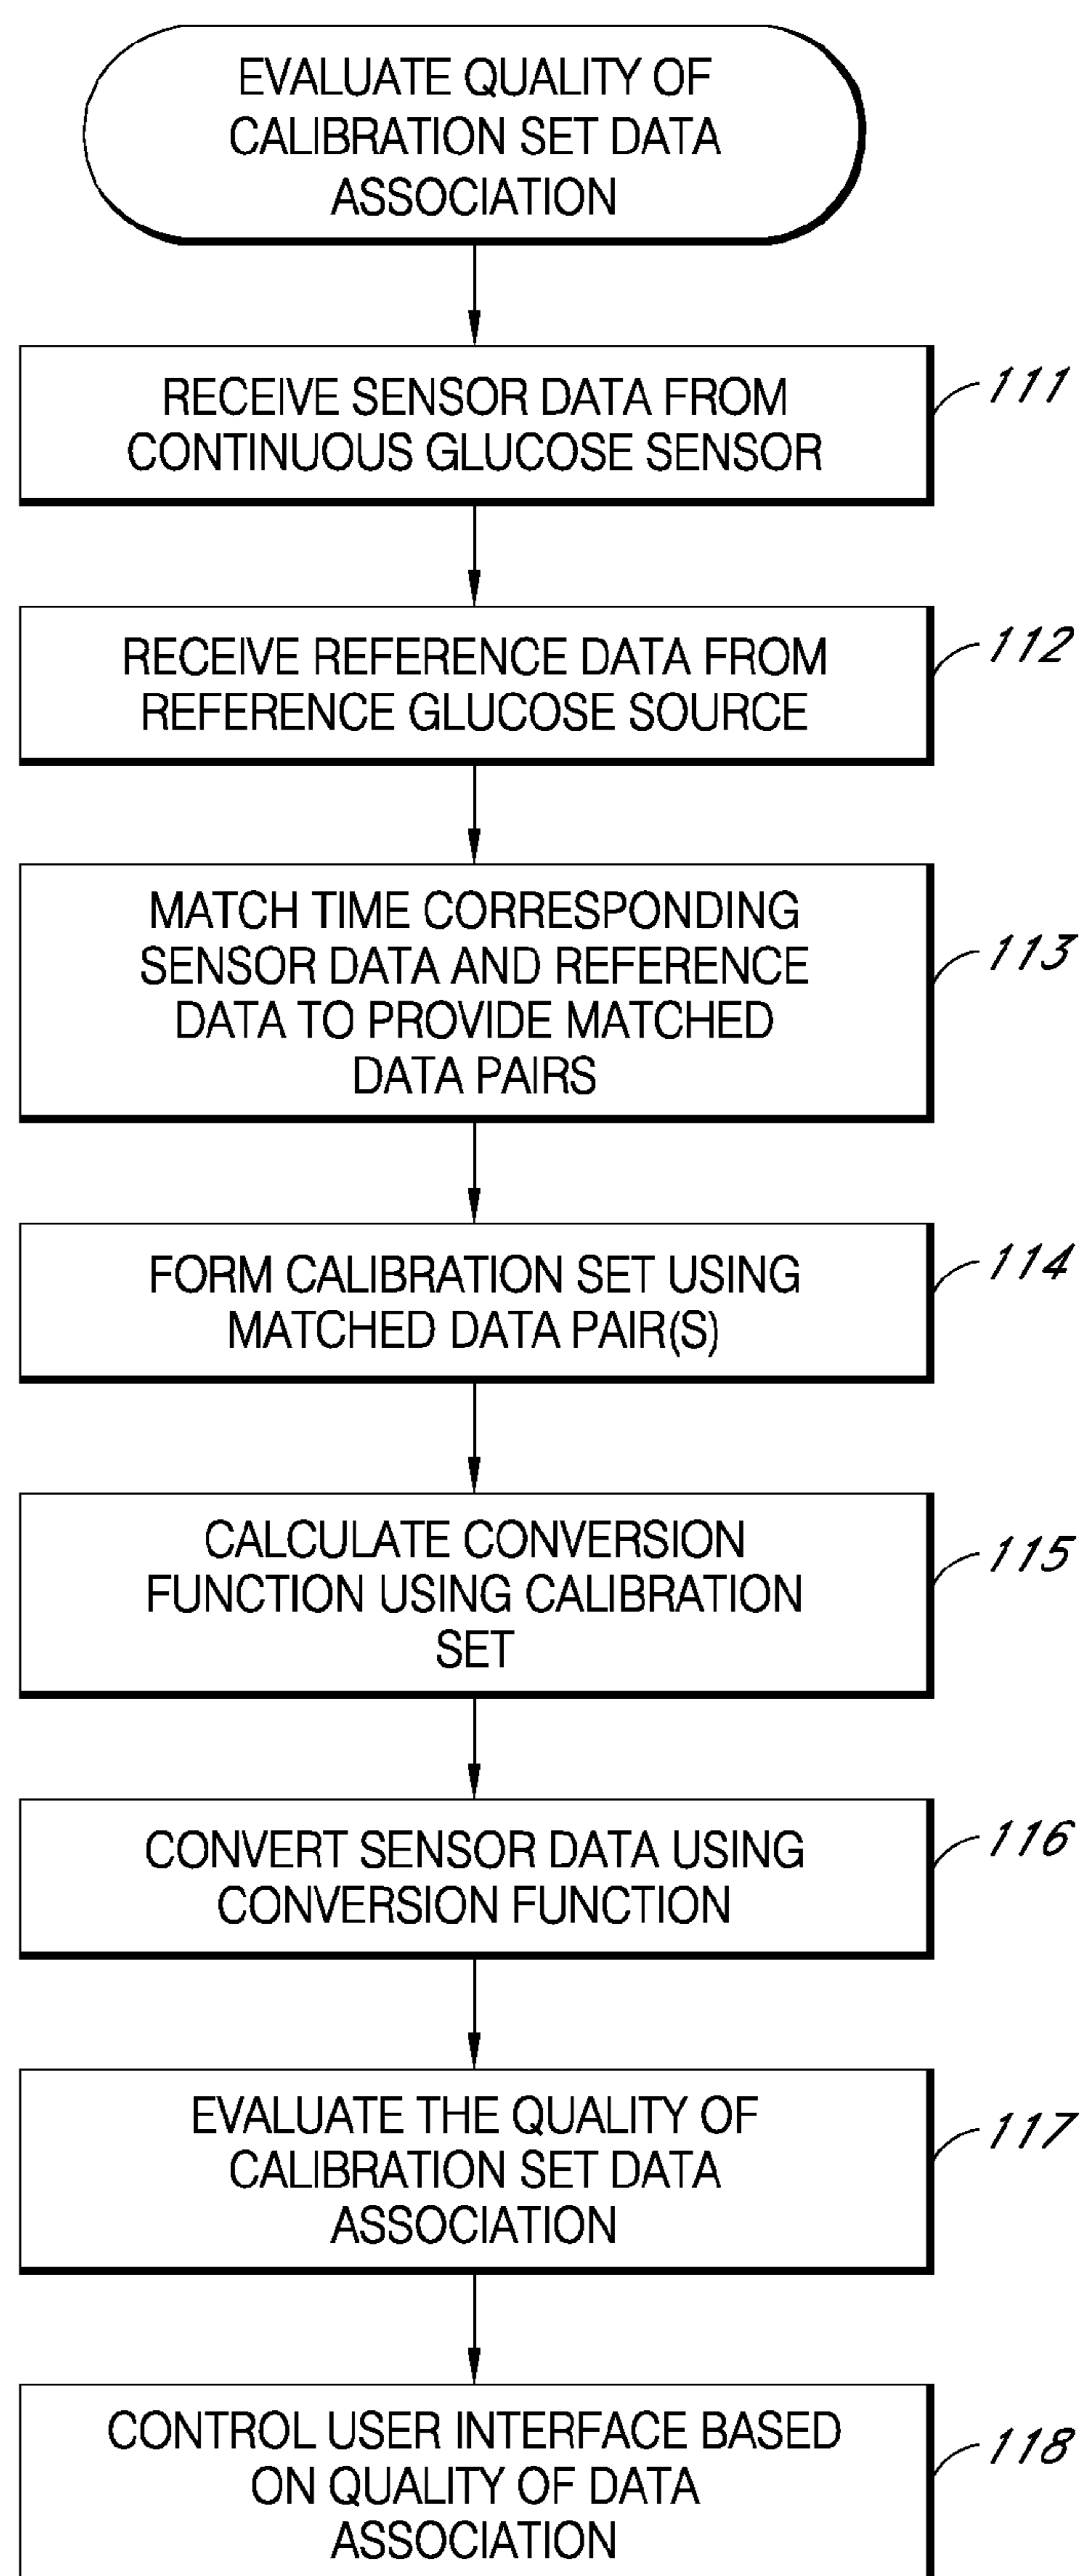 EVALUATE QUALITY OF
CALIBRATION SET DATA
ASSOCIATION
RECEIVE SENSOR DATA FROM
CONTINUOUS GLUCOSE SENSOR
111
RECEIVE REFERENCE DATA FROM
REFERENCE GLUCOSE SOURCE
112
MATCH TIME CORRESPONDING
SENSOR DATA AND REFERENCE
DATA TO PROVIDE MATCHED
DATA PAIRS
113
FORM CALIBRATION SET USING
MATCHED DATA PAIR(S)
114
CALCULATE CONVERSION
FUNCTION USING CALIBRATION
SET
115
CONVERT SENSOR DATA USING
CONVERSION FUNCTION
116
EVALUATE THE QUALITY OF
CALIBRATION SET DATA
ASSOCIATION
117
CONTROL USER INTERFACE BASED
ON QUALITY OF DATA
ASSOCIATION
118